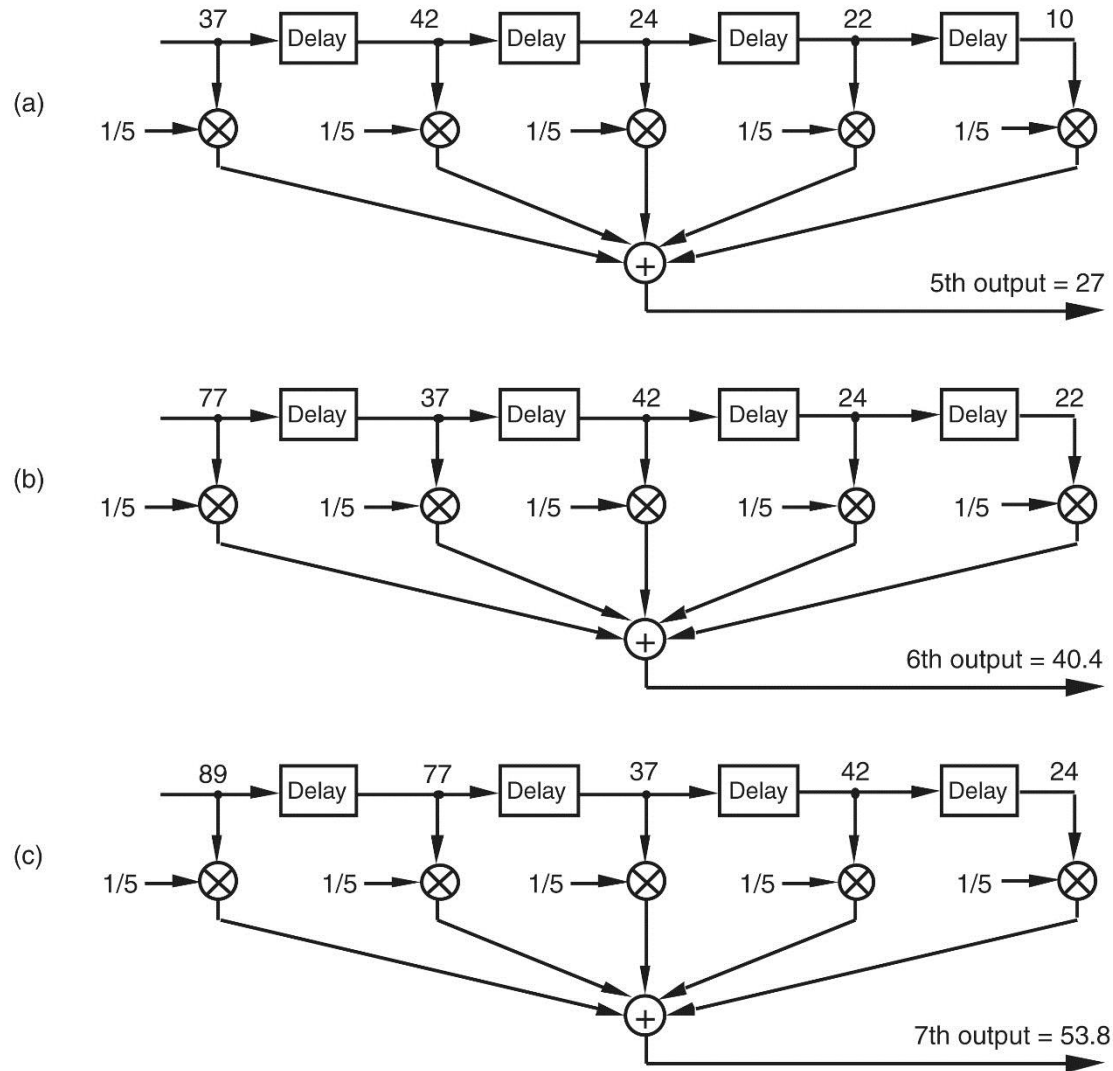 37 42 24 22 10
Delay Delay Delay Delay
(a)
1/5 1/5 1/5 1/5 1/5
+
5th output = 27
77 37 42 24 22
Delay Delay Delay Delay
(b)
1/5 1/5 1/5 1/5 1/5
+
6th output = 40.4
89 77 37 42 24
Delay Delay Delay Delay
(c)
1/5 1/5 1/5 1/5 1/5
+
7th output = 53.8